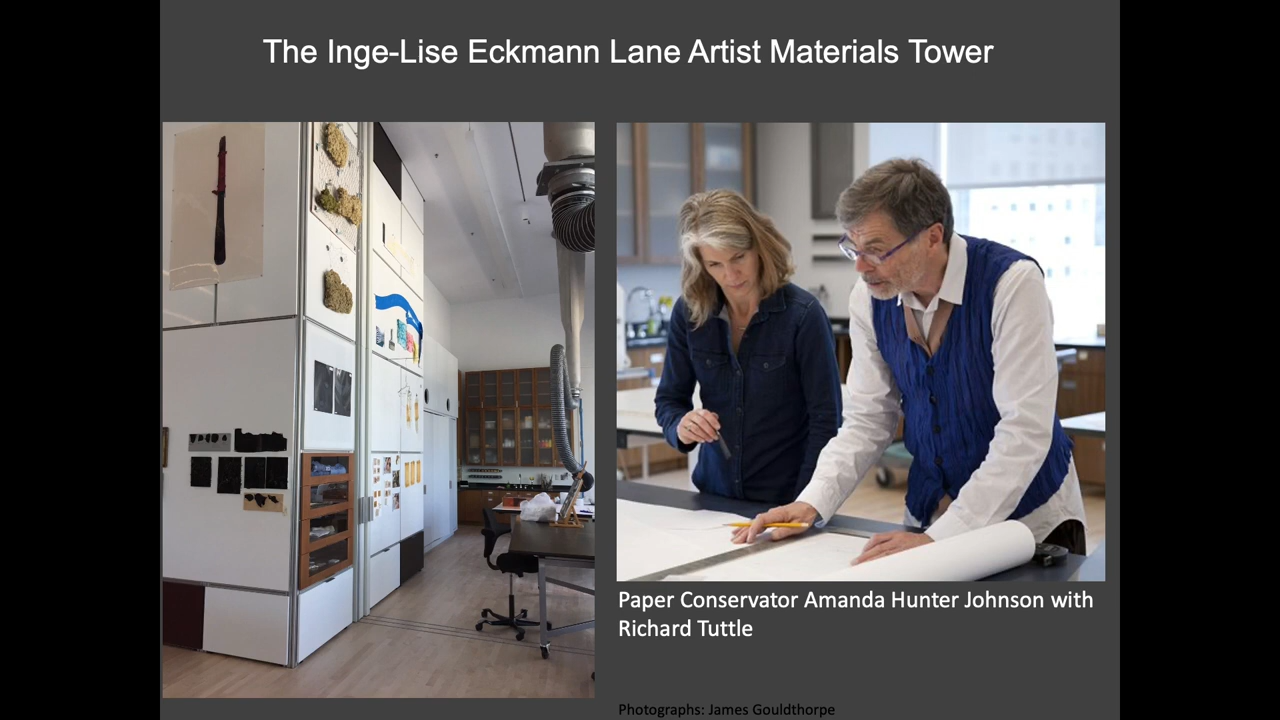 The Inge-Lise Eckmann Lane Artist Materials Tower
Paper Conservator Amanda Hunter Johnson with
Richard Tuttle
Photographs: James Gouldthorpe